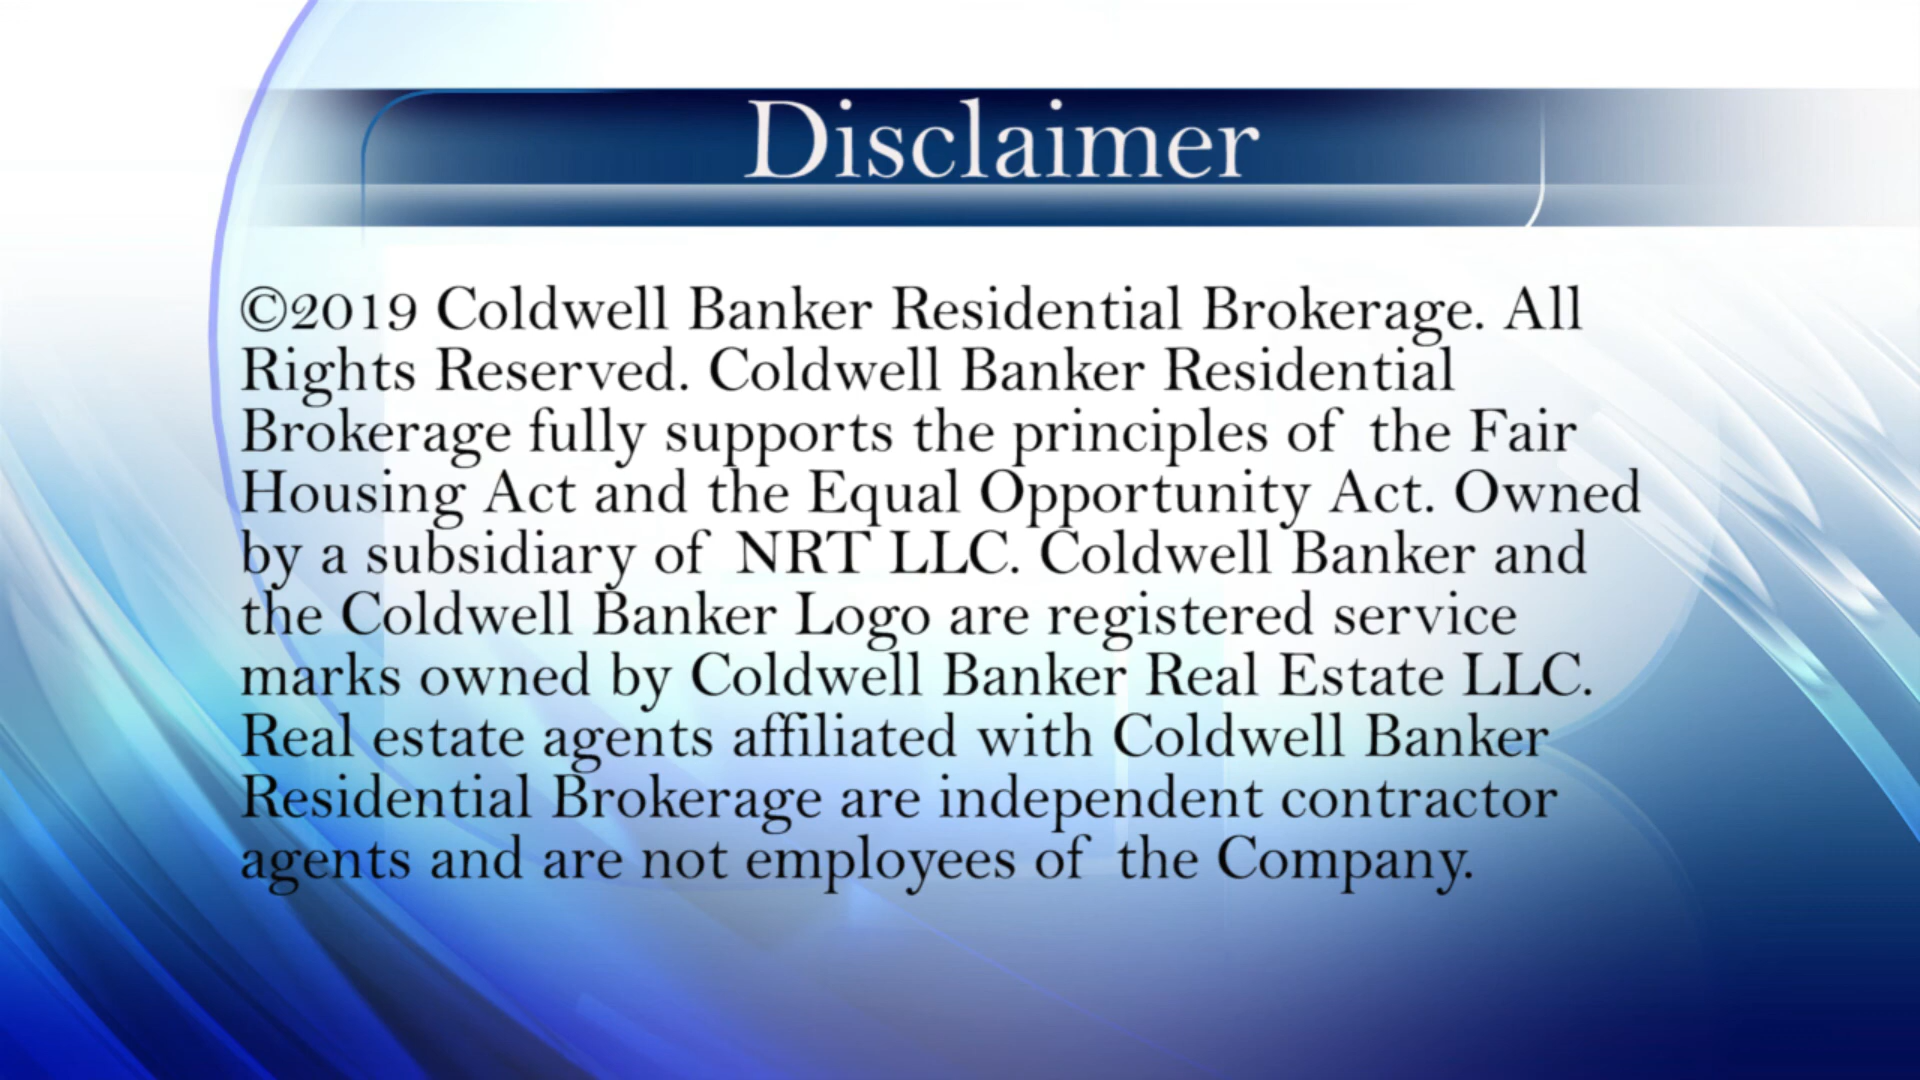 Disclaimer
©2019 Coldwell Banker Residential Brokerage. All
Rights Reserved. Coldwell Banker Residential
Brokerage fully supports the principles of the Fair
Housing Act and the Equal Opportunity Act. Owned
by a subsidiary of NRT LLC. Coldwell Banker and
the Coldwell Banker Logo are registered service
marks owned by Coldwell Banker Real Estate LLC.
Real estate agents affiliated with Coldwell Banker
Residential Brokerage are independent contractor
agents and are not employees of the Company.